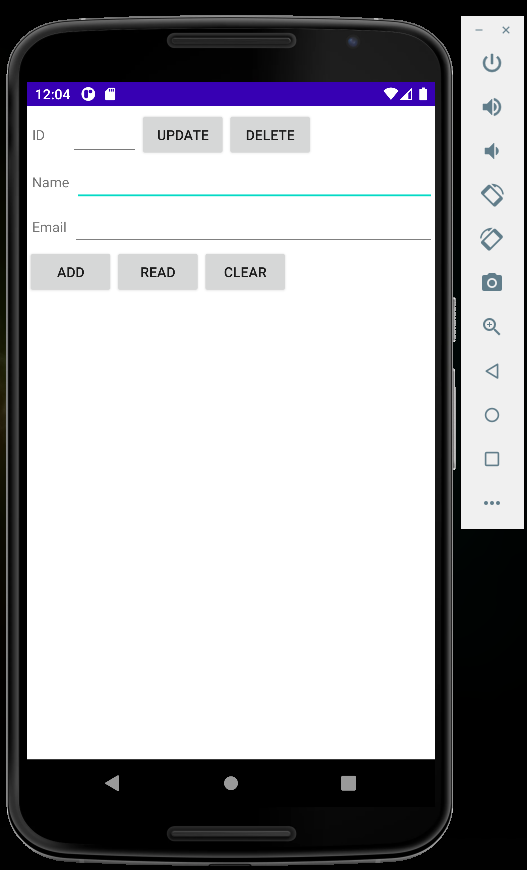 12:04
ID UPDATE DELETE
Name
Email
ADD READ CLEAR